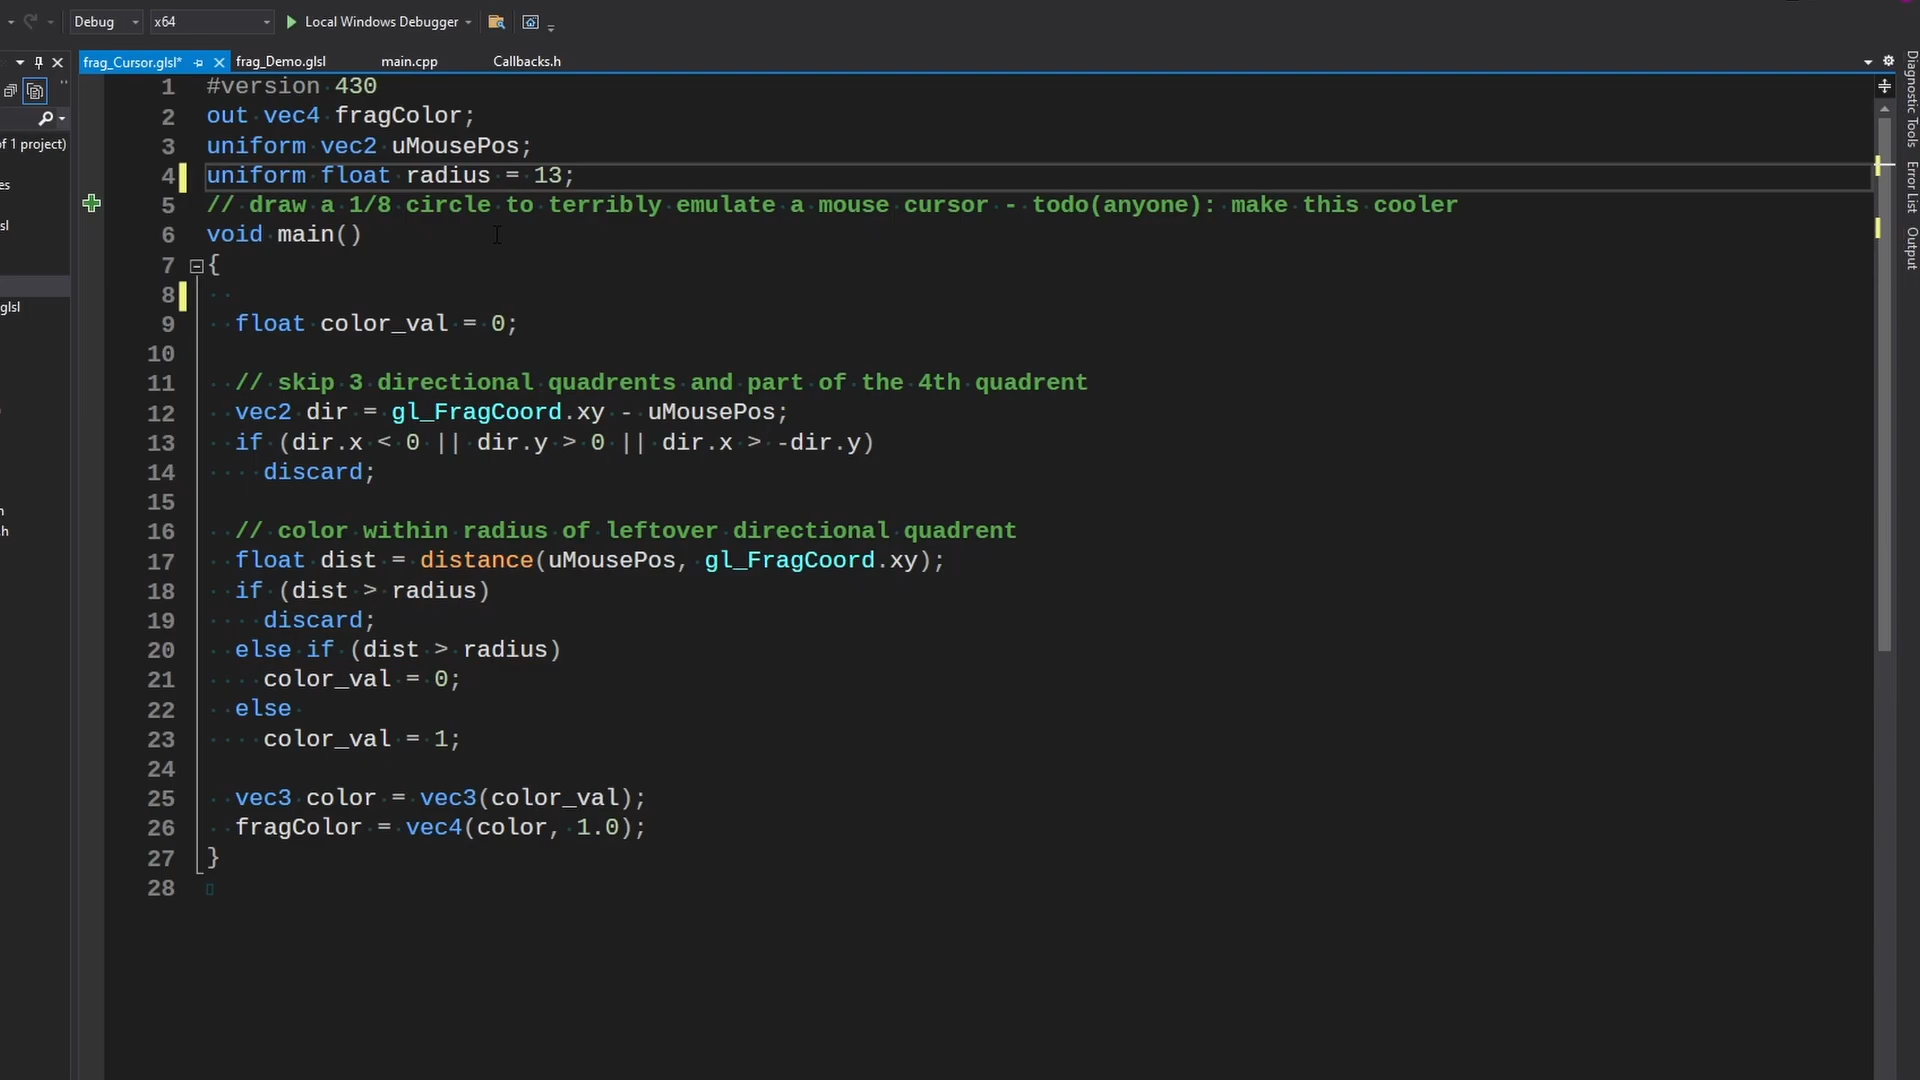 Debug x64 Local Windows Debugger
frag_Cursor.glsl* frag_Demo.glsl main.cpp Callbacks.h
of 1 project)
es
sl
glsl
h
Diagnostic Tools
Error List
Output
1 #version 430
2 out vec4 fragColor;
3 uniform vec2 uMousePos;
4 uniform float radius = 13;
5 // draw a 1/8 circle to terribly emulate a mouse cursor - todo(anyone): make this cooler
6 void main()
7 {
8
9 float color_val = 0;
10
11 // skip 3 directional quadrents and part of the 4th quadrent
12 vec2 dir = gl_FragCoord.xy - uMousePos;
13 if (dir.x < 0 || dir.y > 0 || dir.x > -dir.y)
14 discard;
15
16 // color within radius of leftover directional quadrent
17 float dist = distance(uMousePos, gl_FragCoord.xy);
18 if (dist > radius)
19 discard;
20 else if (dist > radius)
21 color_val = 0;
22 else
23 color_val = 1;
24
25 vec3 color = vec3(color_val);
26 fragColor = vec4(color, 1.0);
27 }
28